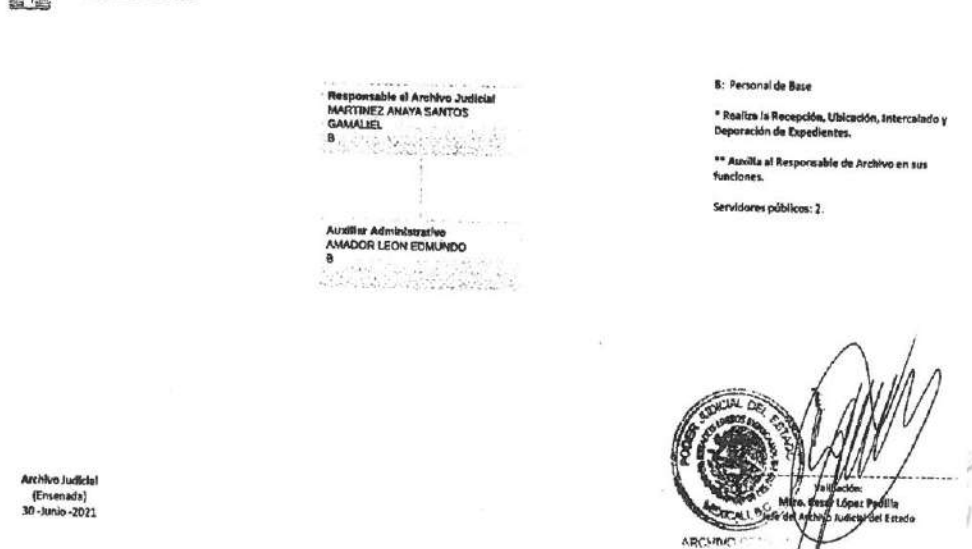 Responsable el Archivo Judicial
MARTINEZ ANAYA SANTOS
GAMALIEL
B
Auxiliar Administrativo
AMADOR LEON EDMUNDO
B
B: Personal de Base
* Realiza la Recepción, Ubicación, Intercalado y
Deporación de Expedientes.
** Auxilia al Responsable de Archivo en sus
funciones.
Servidores públicos: 2.
Archivo Judicial
(Ensenada)
30 -Junio -2021
PODER JUDICIAL DEL ESTADO
MEXICALI, B.C.
Validación:
Mtro. Cesar López Padilla
del Archivo Judicial del Estado
ARCHIVO